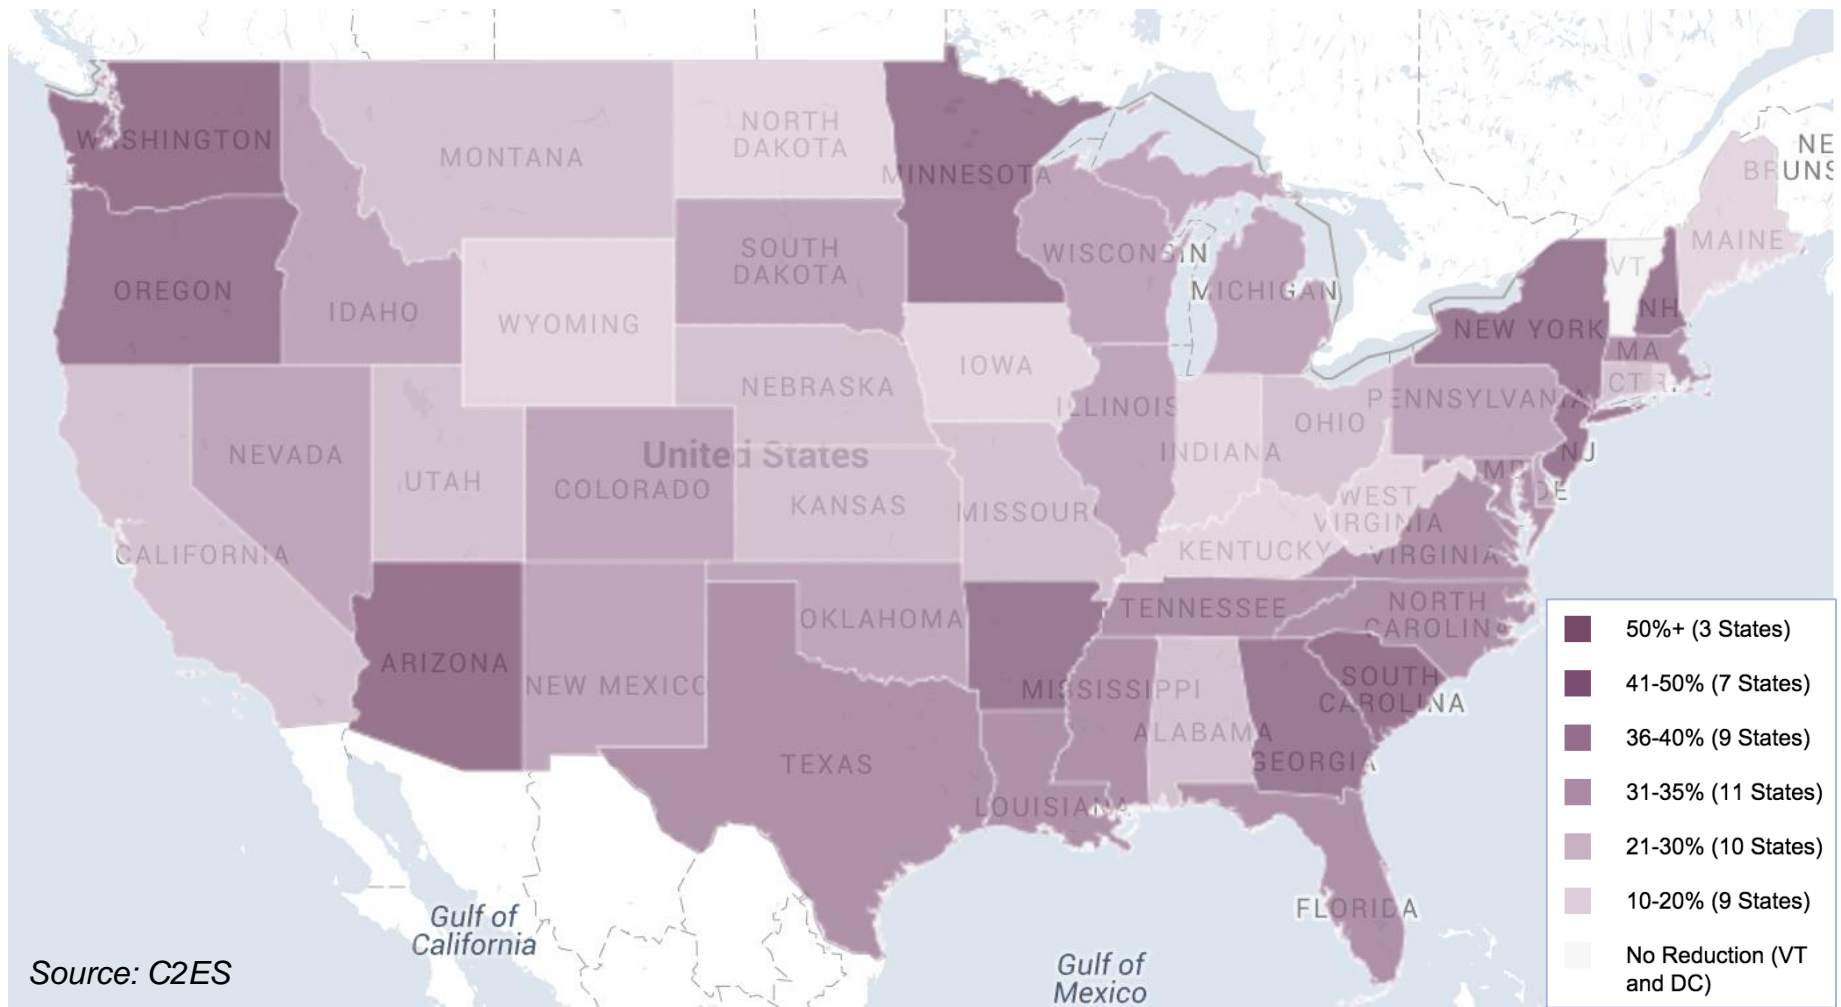 NE
BRUNS
WASHINGTON
MONTANA
NORTH
DAKOTA
MINNESOTA
MAINE
OREGON
IDAHO
WYOMING
SOUTH
DAKOTA
WISCONSIN
MICHIGAN
VT
NH
NEW YORK
MA
CT
IOWA
NEBRASKA
ILLINOIS
INDIANA
OHIO
PENNSYLVANIA
NJ
MD
DE
NEVADA
UTAH
United States
COLORADO
KANSAS
MISSOURI
WEST
VIRGINIA
KENTUCKY
VIRGINIA
CALIFORNIA
ARIZONA
NEW MEXICO
OKLAHOMA
TENNESSEE
NORTH
CAROLINA
SOUTH
CAROLINA
MISSISSIPPI
ALABAMA
GEORGIA
TEXAS
LOUISIANA
FLORIDA
Gulf of
California
Gulf of
Mexico
50%+ (3 States)
41-50% (7 States)
36-40% (9 States)
31-35% (11 States)
21-30% (10 States)
10-20% (9 States)
No Reduction (VT
and DC)
Source: C2ES